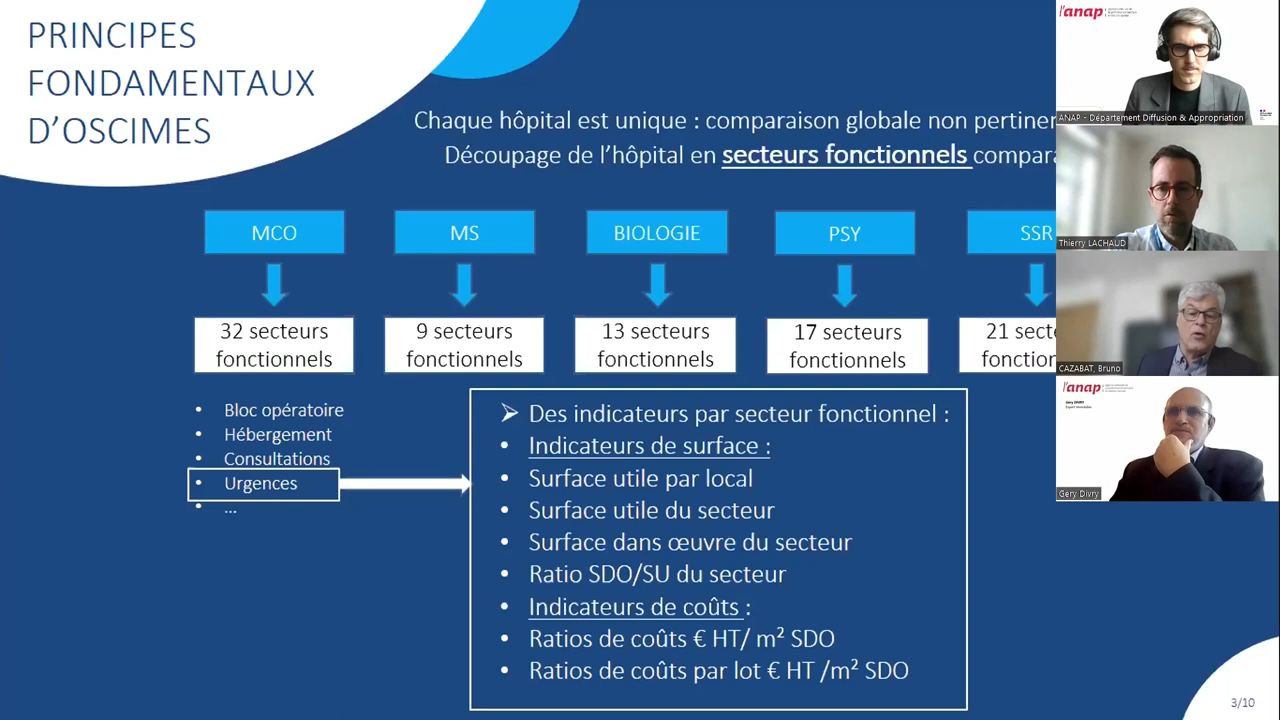 PRINCIPES
FONDAMENTAUX
D'OSCIMES
Chaque hôpital est unique : comparaison globale non
Découpage de l'hôpital en secteurs fonctionnels
MCO
MS
BIOLOGIE
PSY
SSR
32 secteurs
fonctionnels
9 secteurs
fonctionnels
13 secteurs
fonctionnels
17 secteurs
fonctionnels
21
• Bloc opératoire
• Hébergement
• Consultations
• Urgences
• ...
➢ Des indicateurs par secteur fonctionnel :
• Indicateurs de surface :
• Surface utile par local
• Surface utile du secteur
• Surface dans œuvre du secteur
• Ratio SDO/SU du secteur
• Indicateurs de coûts :
• Ratios de coûts € HT/ m² SDO
• Ratios de coûts par lot € HT /m² SDO
3/10
l'anap
ANAP - Département Diffusion & Appropriation
Thierry LACHAUD
CAZABAT, Bruno
l'anap
Gery DIVRY
Expert Immobilier
Gery Divry